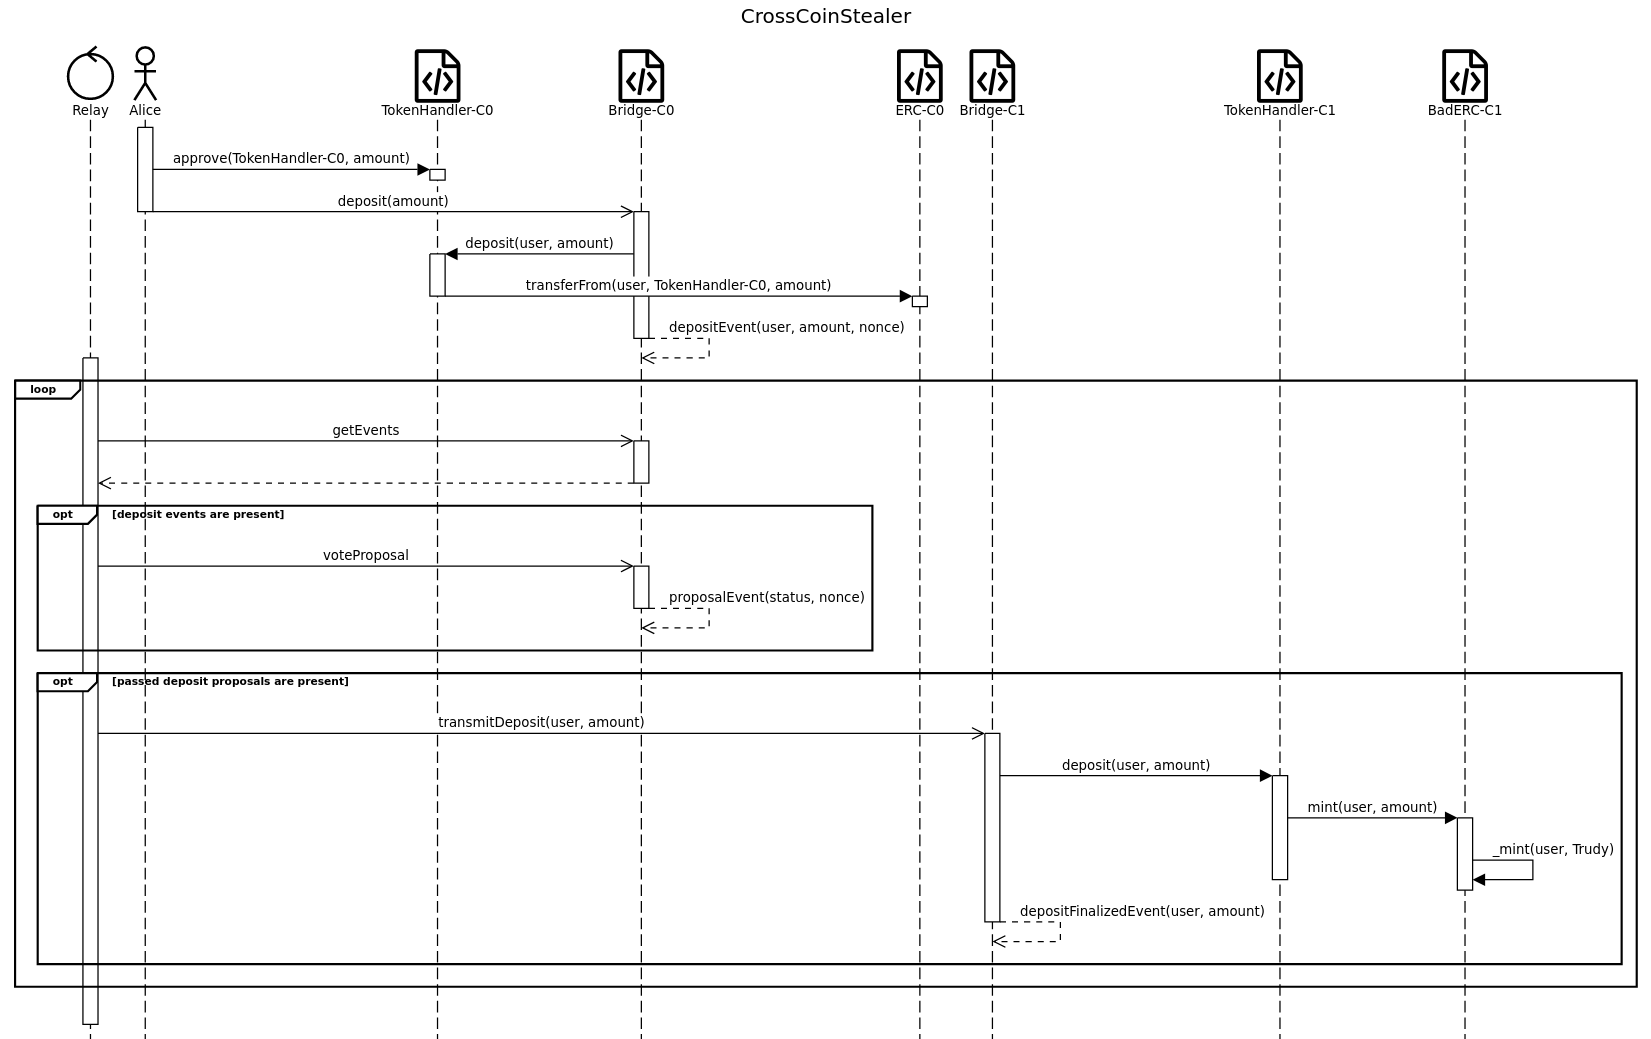 CrossCoinStealer
Relay
Alice
TokenHandler-C0
Bridge-C0
ERC-C0
Bridge-C1
TokenHandler-C1
BadERC-C1
approve(TokenHandler-C0, amount)
deposit(amount)
deposit(user, amount)
transferFrom(user, TokenHandler-C0, amount)
depositEvent(user, amount, nonce)
loop
getEvents
opt [deposit events are present]
voteProposal
proposalEvent(status, nonce)
opt [passed deposit proposals are present]
transmitDeposit(user, amount)
deposit(user, amount)
mint(user, amount)
_mint(user, Trudy)
depositFinalizedEvent(user, amount)